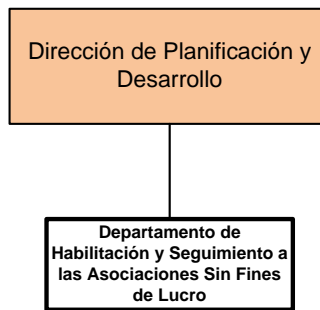 Dirección de Planificación y
Desarrollo
Departamento de
Habilitación y Seguimiento a
las Asociaciones Sin Fines
de Lucro